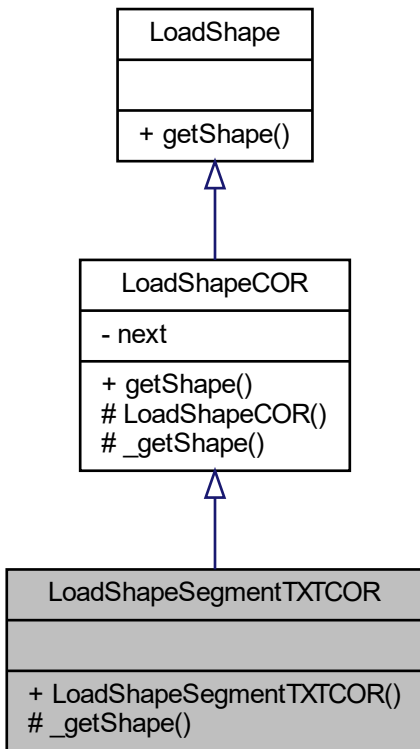 LoadShape
+ getShape()
LoadShapeCOR
- next
+ getShape()
# LoadShapeCOR()
# _getShape()
LoadShapeSegmentTXTCOR
+ LoadShapeSegmentTXTCOR()
# _getShape()